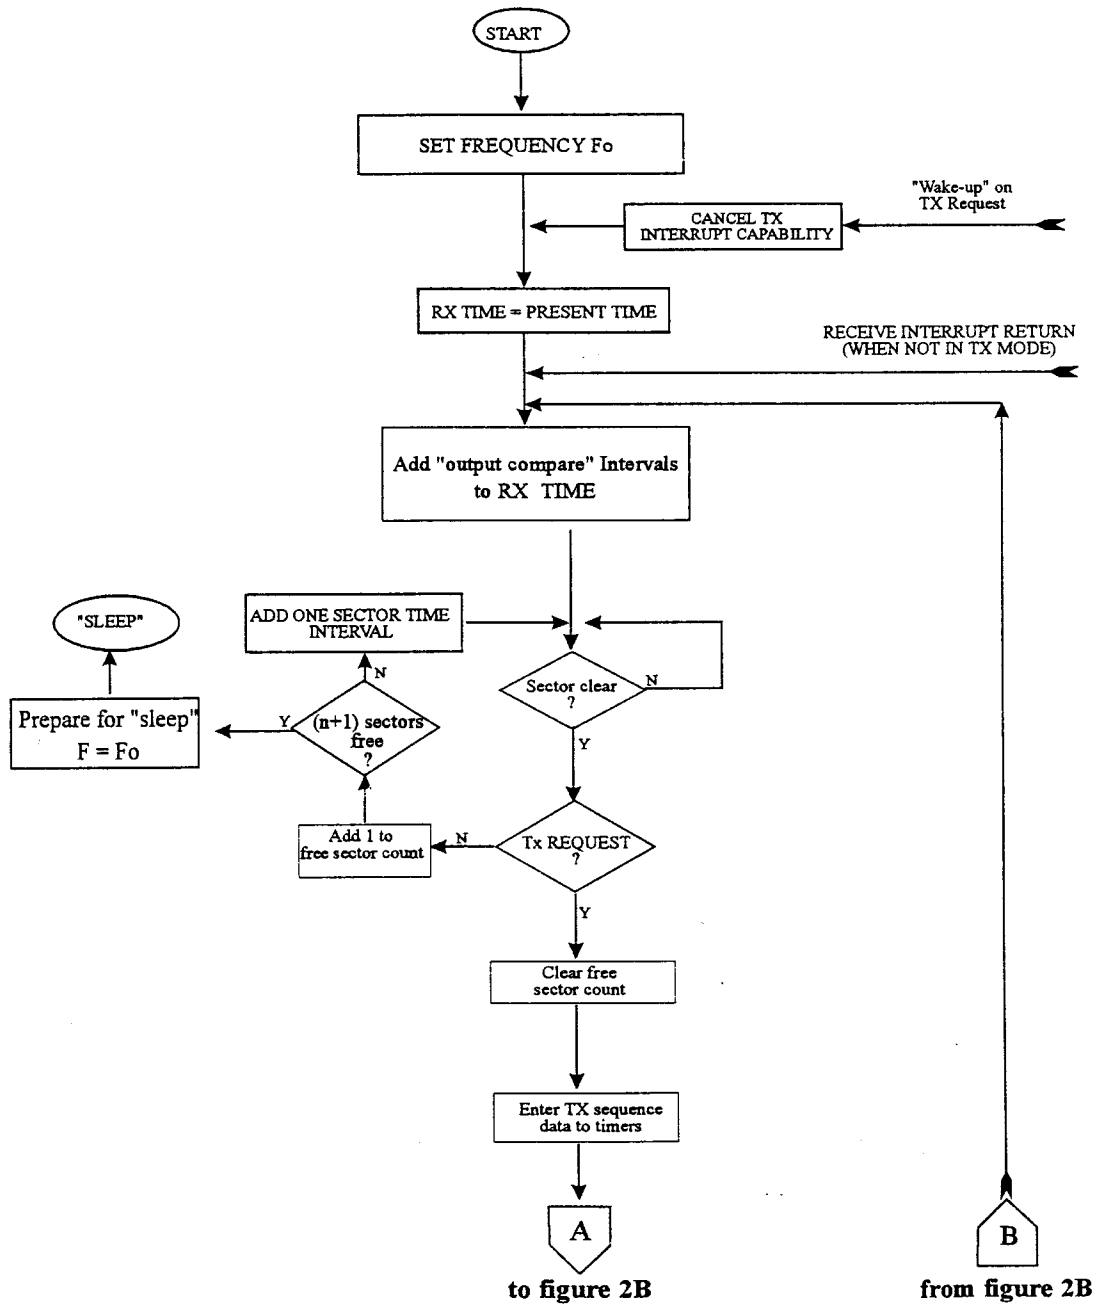 START
SET FREQUENCY Fo
"Wake-up" on
TX Request
CANCEL TX
INTERRUPT CAPABILITY
RX TIME = PRESENT TIME
RECEIVE INTERRUPT RETURN
(WHEN NOT IN TX MODE)
Add "output compare" Intervals
to RX TIME
"SLEEP"
ADD ONE SECTOR TIME
INTERVAL
N
Sector clear
?
N
Prepare for "sleep"
F = Fo
Y
(n+1) sectors
free
?
Y
Add 1 to
free sector count
N
Tx REQUEST
?
Y
Clear free
sector count
Enter TX sequence
data to timers
A
B
to figure 2B
from figure 2B